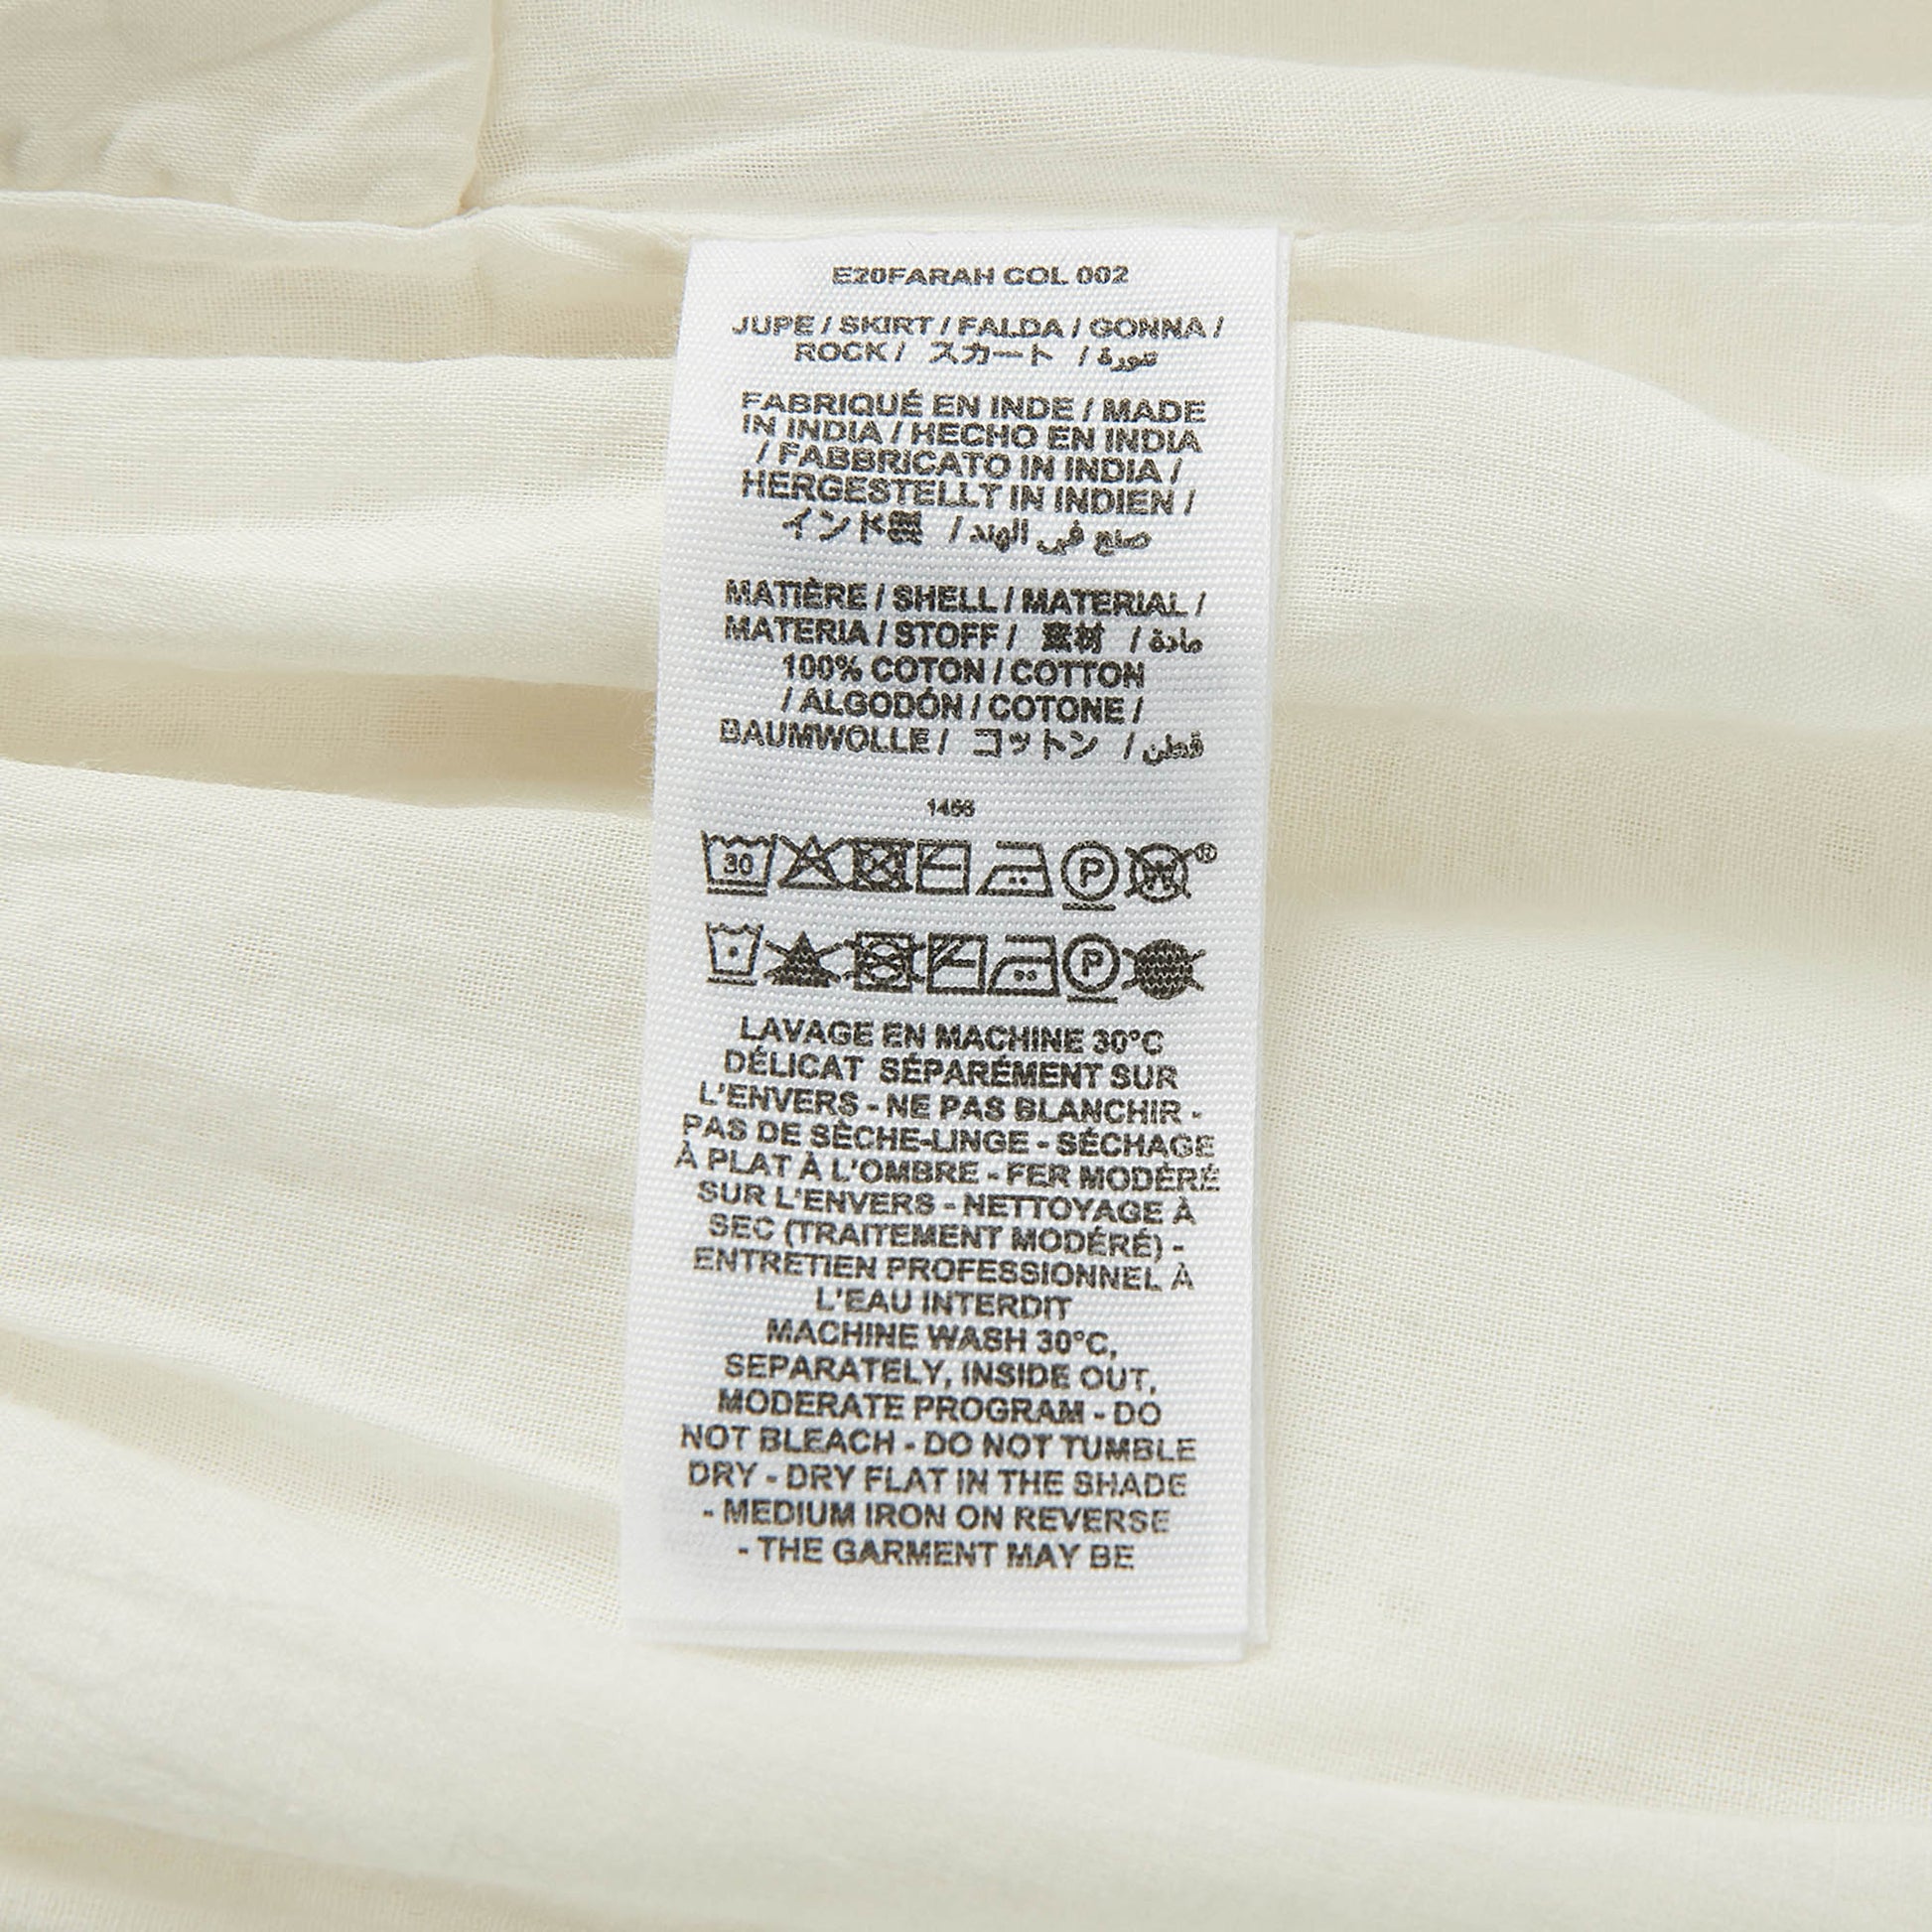 E20FARAH COL 002
JUPE / SKIRT / FALDA / GONNA /
ROCK / スカート / تنورة
FABRIQUÉ EN INDE / MADE
IN INDIA / HECHO EN INDIA
/ FABBRICATO IN INDIA /
HERGESTELLT IN INDIEN /
インド製 / صنع في الهند
MATIÈRE / SHELL / MATERIAL /
MATERIA / STOFF / 素材 / مادة
100% COTON / COTTON
/ ALGODÓN / COTONE /
BAUMWOLLE / コットン / قطن
30 P W ®
P
LAVAGE EN MACHINE 30°C
DÉLICAT SÉPARÉMENT SUR
L'ENVERS - NE PAS BLANCHIR -
PAS DE SÈCHE-LINGE - SÉCHAGE
À PLAT À L'OMBRE - FER MODÉRÉ
SUR L'ENVERS - NETTOYAGE À
SEC (TRAITEMENT MODÉRÉ) -
ENTRETIEN PROFESSIONNEL À
L'EAU INTERDIT
MACHINE WASH 30°C,
SEPARATELY, INSIDE OUT,
MODERATE PROGRAM - DO
NOT BLEACH - DO NOT TUMBLE
DRY - DRY FLAT IN THE SHADE
- MEDIUM IRON ON REVERSE
- THE GARMENT MAY BE